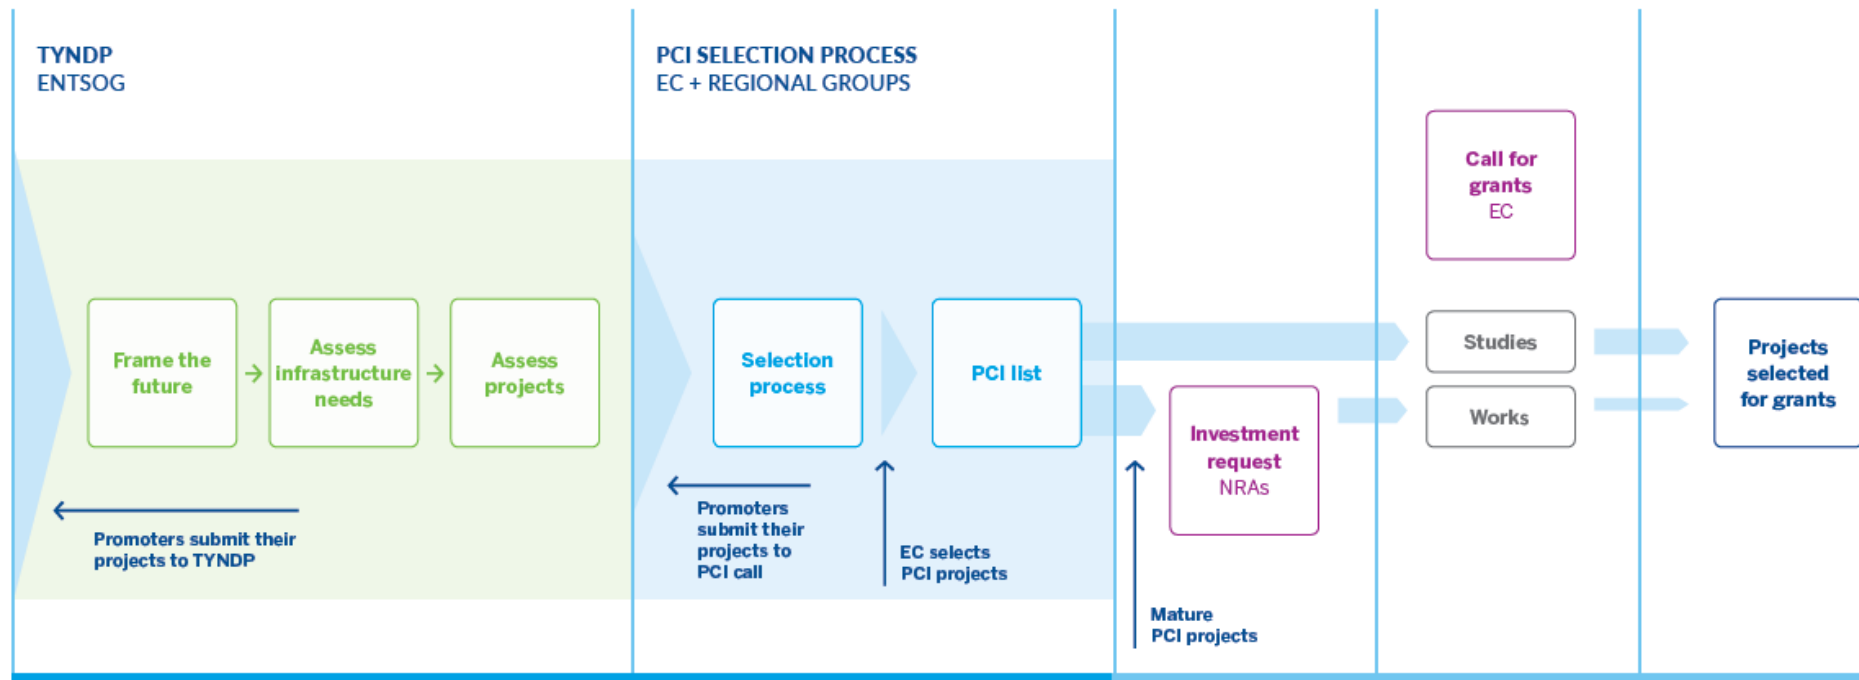 TYNDP
ENTSOG
PCI SELECTION PROCESS
EC + REGIONAL GROUPS
Frame the
future
Assess
infrastructure
needs
Assess
projects
Promoters submit their
projects to TYNDP
Selection
process
PCI list
Promoters
submit their
projects to
PCI call
EC selects
PCI projects
Mature
PCI projects
Investment
request
NRAs
Call for
grants
EC
Studies
Works
Projects
selected
for grants